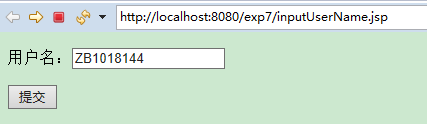 http://localhost:8080/exp7/inputUserName.jsp
用户名：ZB1018144
提交